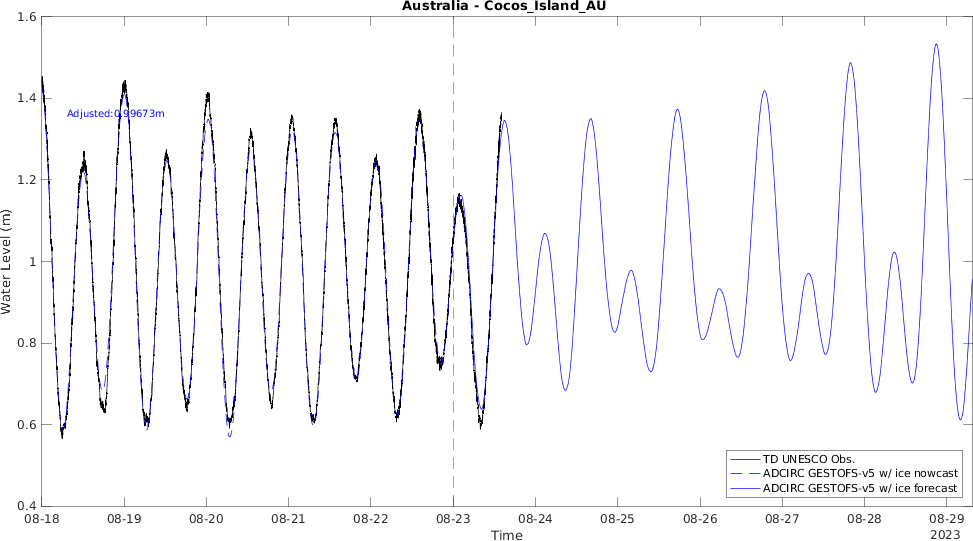 Australia - Cocos_Island_AU
1.6
1.4
Adjusted:0.99673m
1.2
1
0.8
0.6
0.4
Water Level (m)
08-18 08-19 08-20 08-21 08-22 08-23 08-24 08-25 08-26 08-27 08-28 08-29
2023
Time
TD UNESCO Obs.
ADCIRC GESTOFS-v5 w/ ice nowcast
ADCIRC GESTOFS-v5 w/ ice forecast